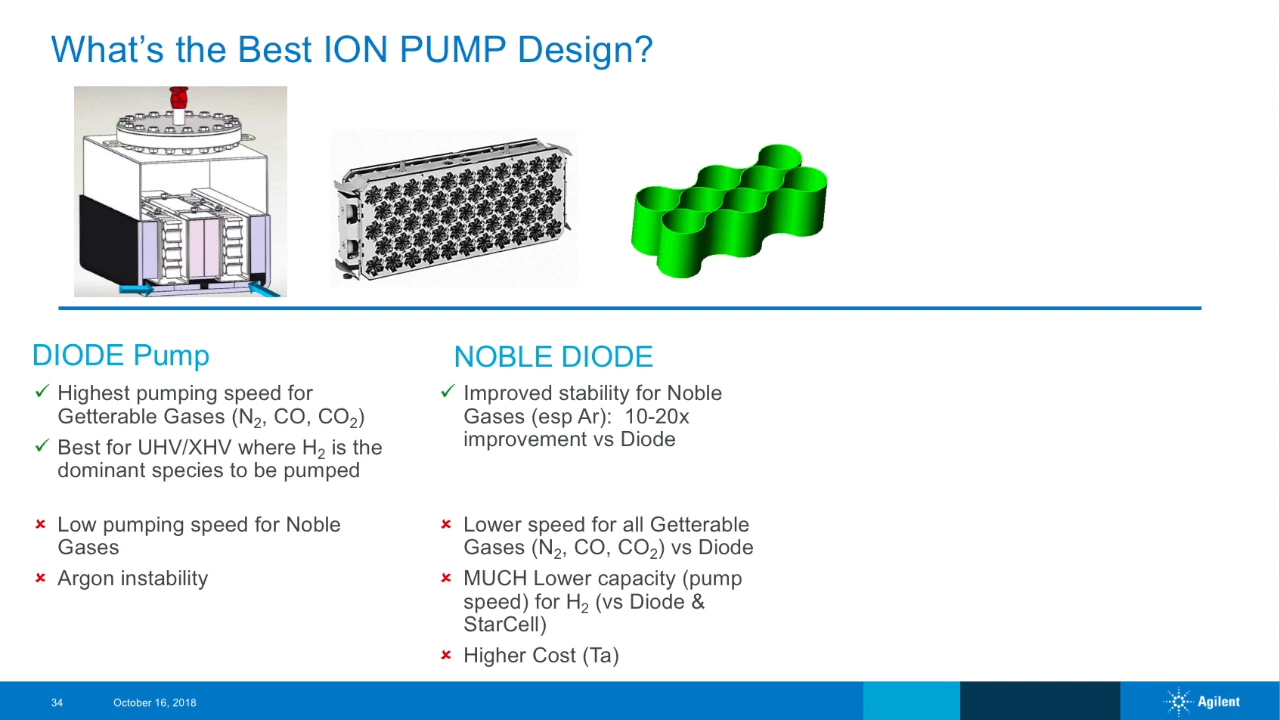 What's the Best ION PUMP Design?
DIODE Pump
✓ Highest pumping speed for
Getterable Gases (N₂, CO, CO₂)
✓ Best for UHV/XHV where H₂ is the
dominant species to be pumped
✘ Low pumping speed for Noble
Gases
✘ Argon instability
NOBLE DIODE
✓ Improved stability for Noble
Gases (esp Ar):  10-20x
improvement vs Diode
✘ Lower speed for all Getterable
Gases (N₂, CO, CO₂) vs Diode
✘ MUCH Lower capacity (pump
speed) for H₂ (vs Diode &
StarCell)
✘ Higher Cost (Ta)
34 October 16, 2018
Agilent